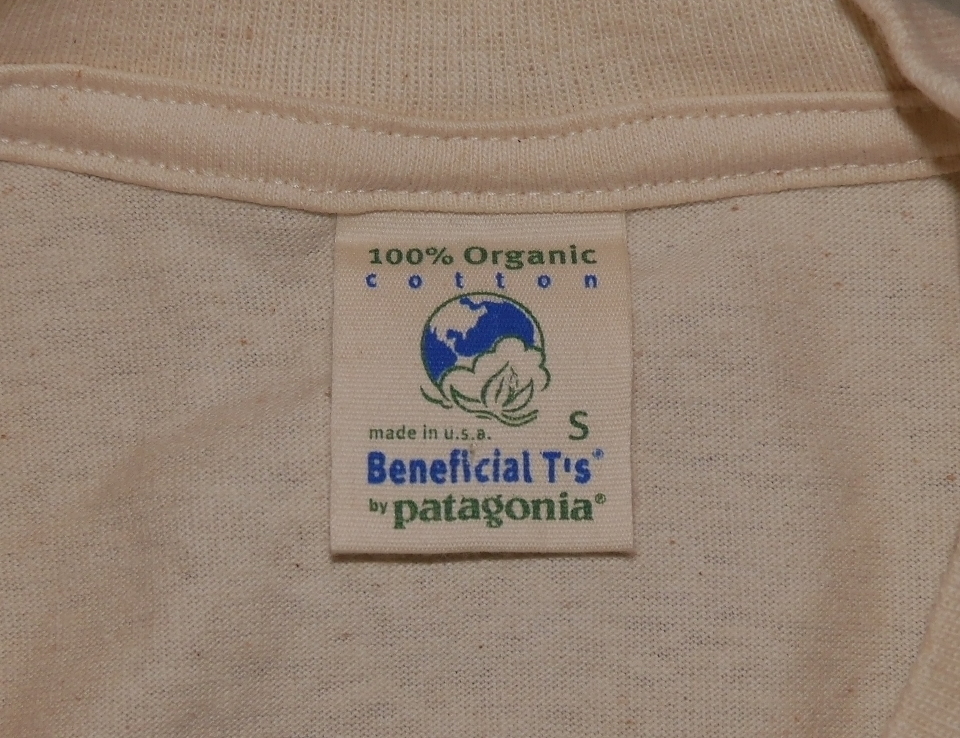 100% Organic
cotton
S
made in u.s.a.
Beneficial T's®
by patagonia®